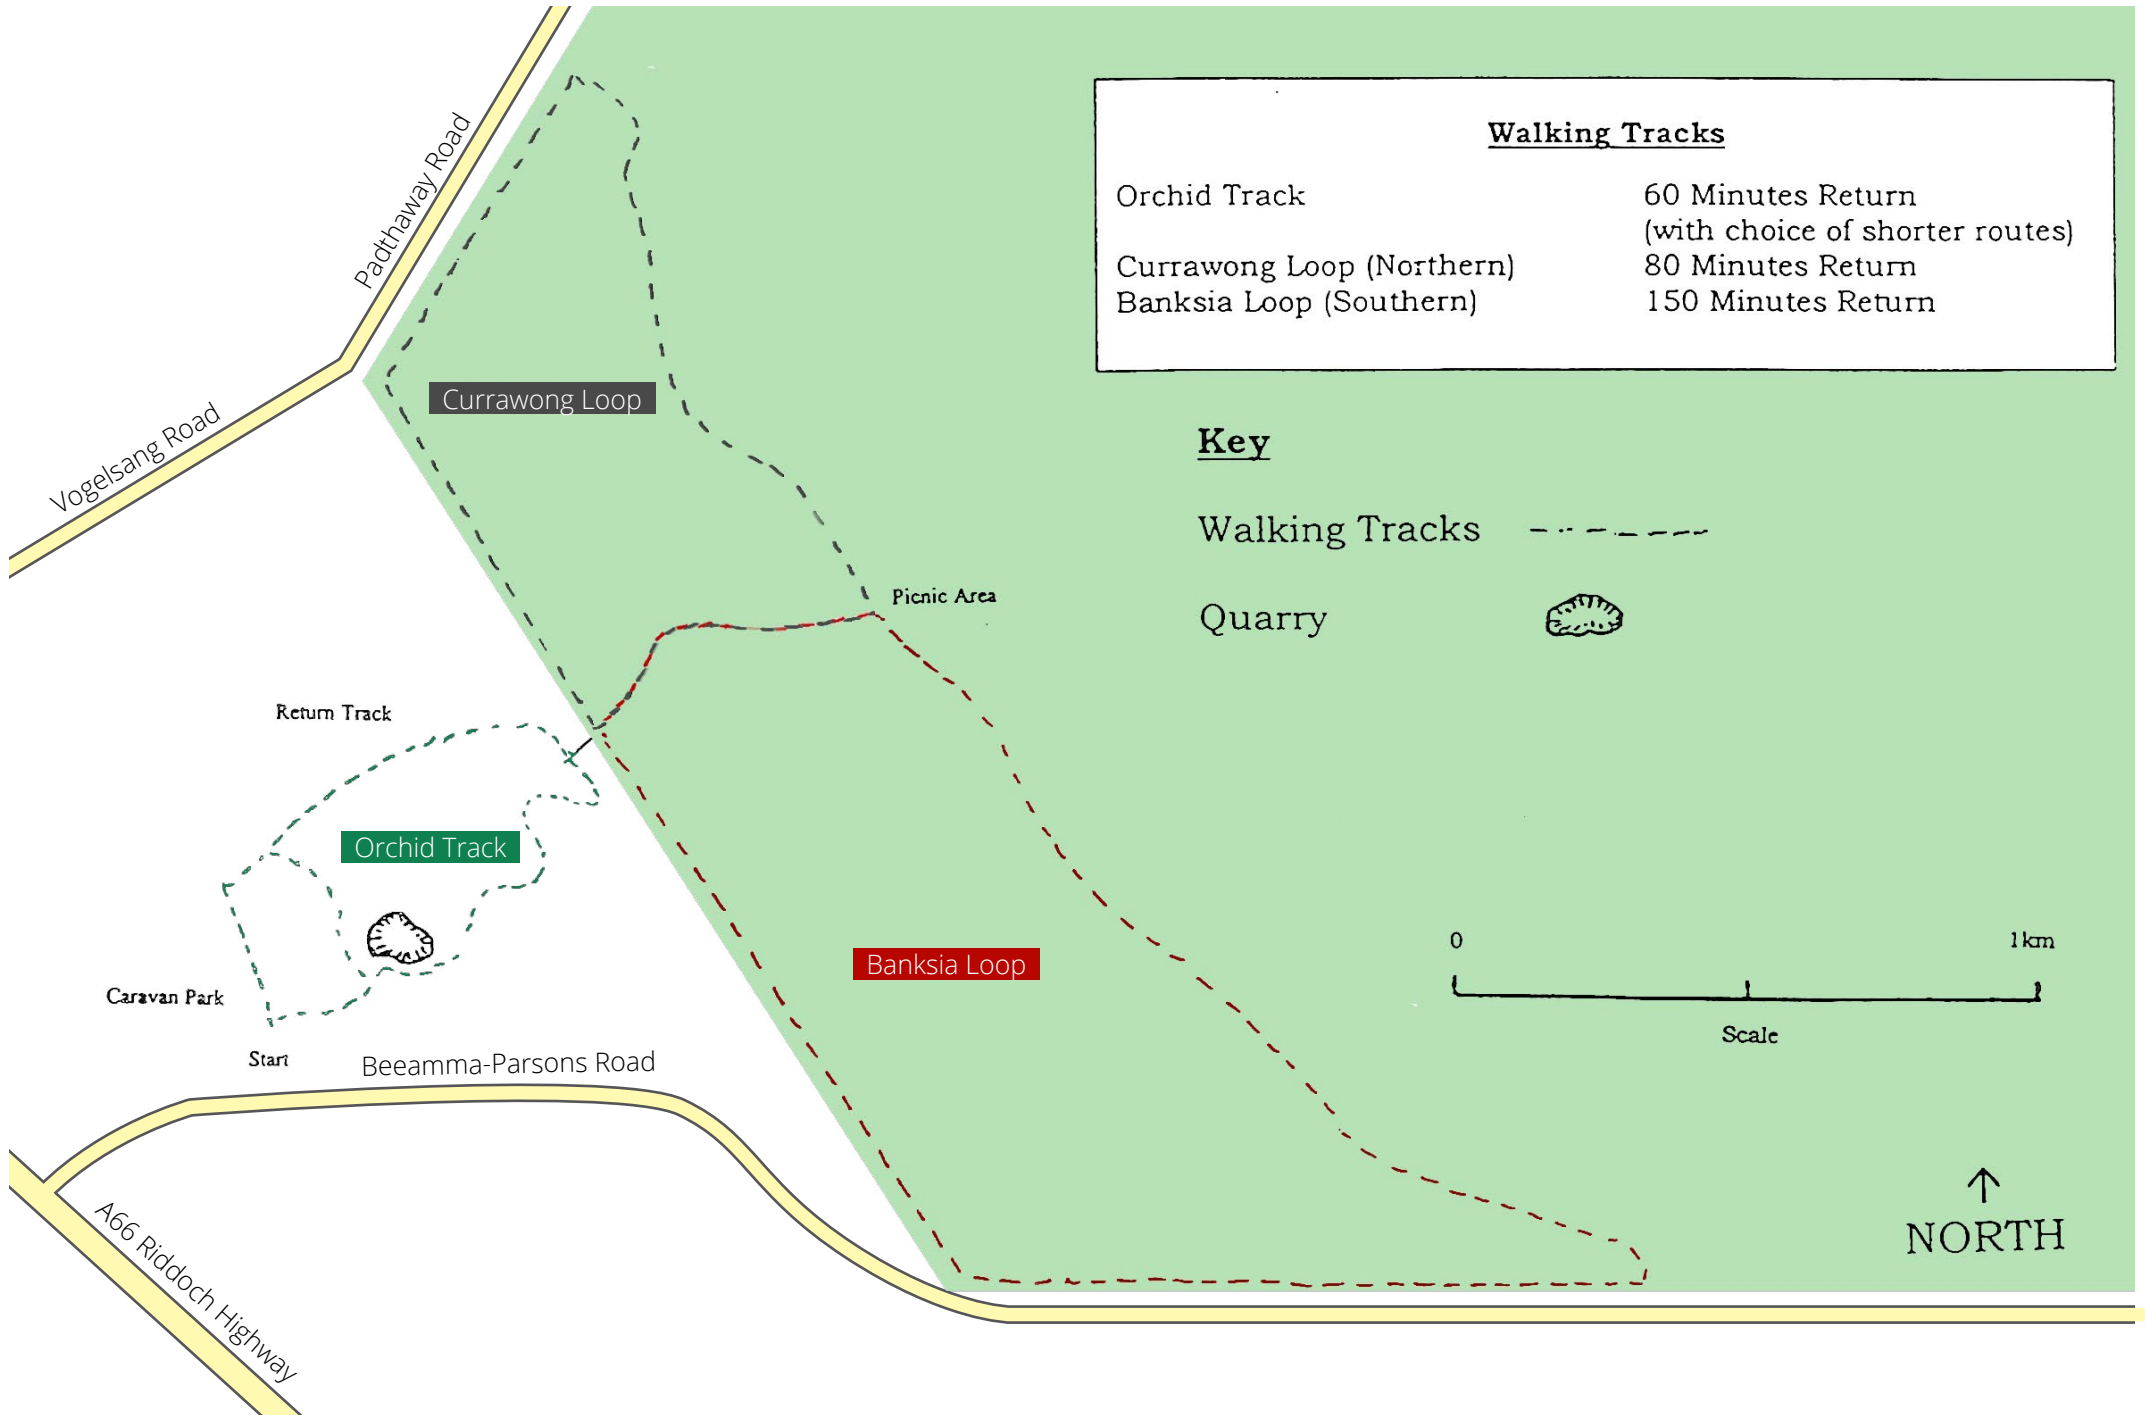 Walking Tracks
Orchid Track 60 Minutes Return
(with choice of shorter routes)
Currawong Loop (Northern) 80 Minutes Return
Banksia Loop (Southern) 150 Minutes Return
Key
Walking Tracks
Quarry
Padthaway Road
Vogelsang Road
Currawong Loop
Picnic Area
Return Track
Orchid Track
Banksia Loop
Caravan Park
Start
Beeamma-Parsons Road
A66 Riddoch Highway
0 1km
Scale
NORTH